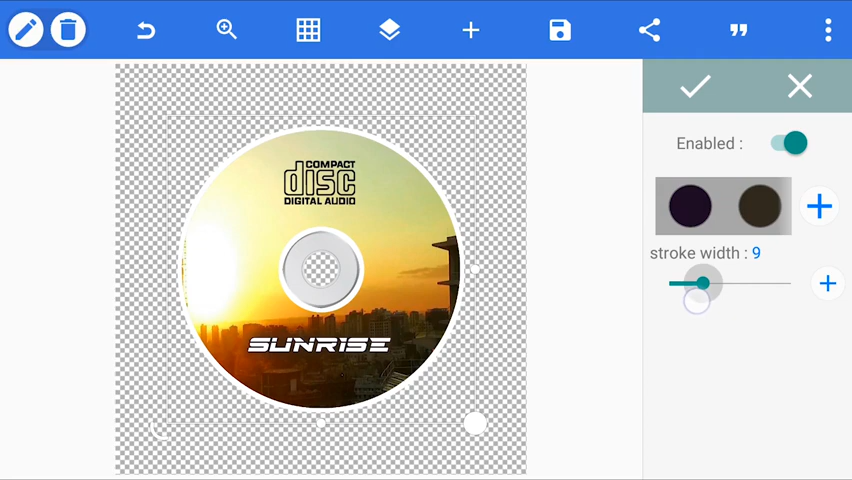 Enabled :
stroke width : 9
COMPACT
disc
DIGITAL AUDIO
SUNRISE